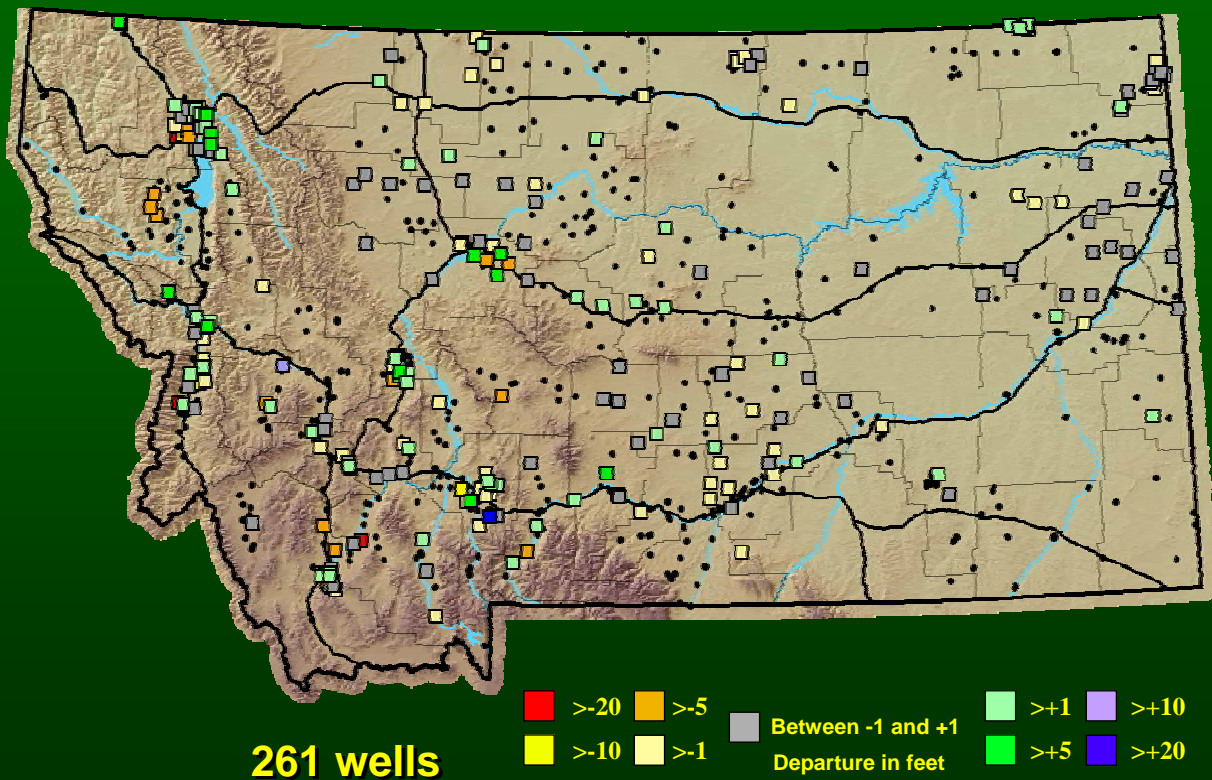 >-20 >-5 >+1 >+10
Between -1 and +1
>-10 >-1 >+5 >+20
Departure in feet
261 wells